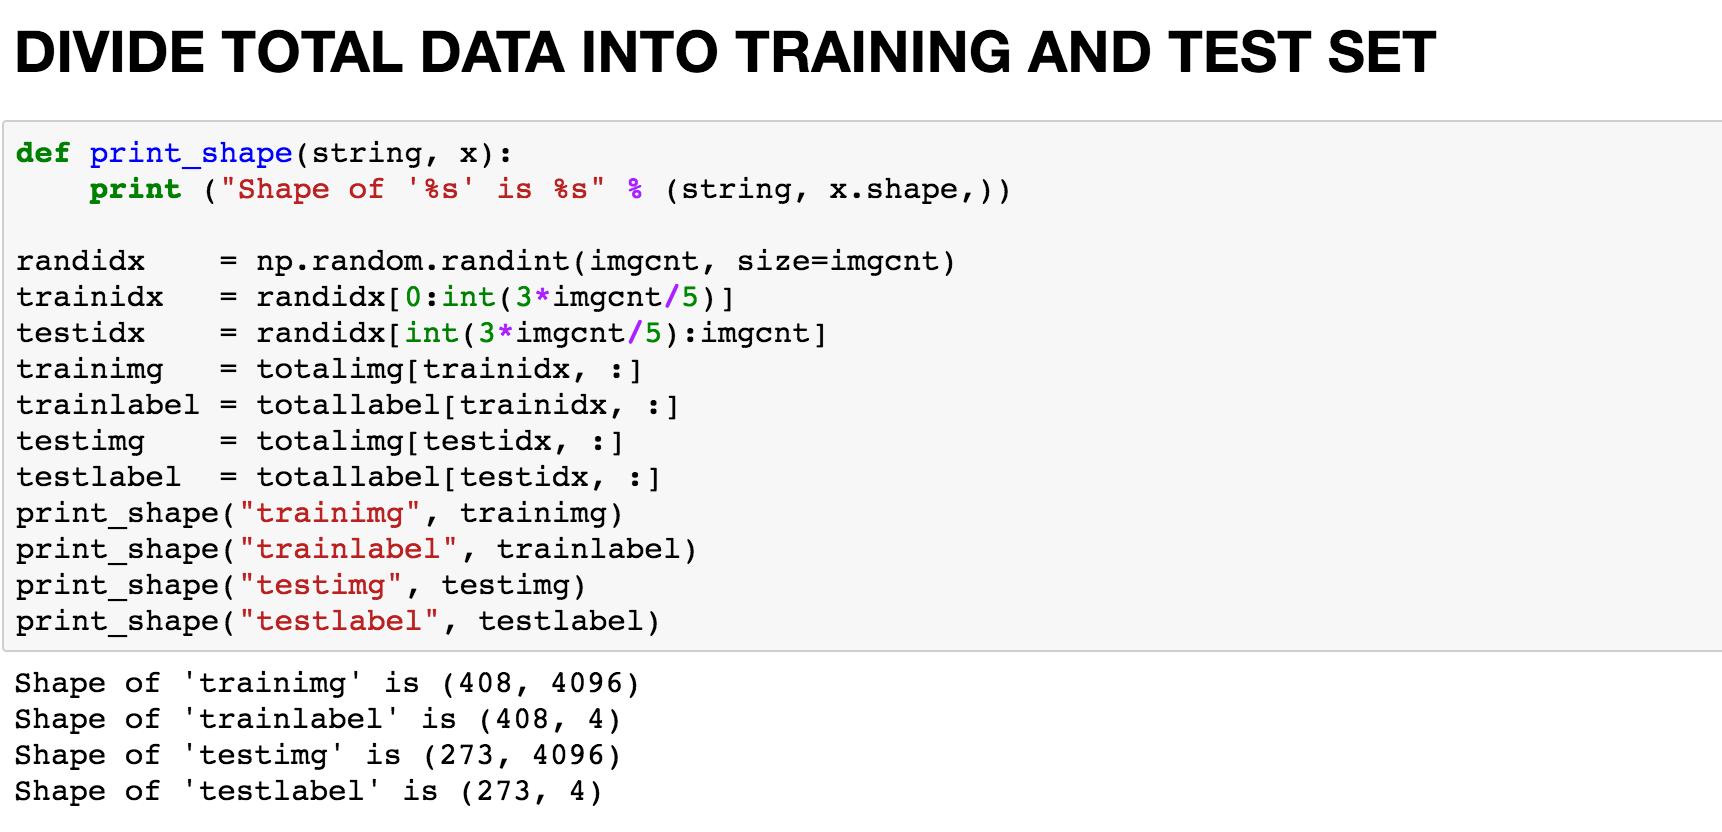 DIVIDE TOTAL DATA INTO TRAINING AND TEST SET
def print_shape(string, x):
    print ("Shape of '%s' is %s" % (string, x.shape,))

randidx    = np.random.randint(imgcnt, size=imgcnt)
trainidx   = randidx[0:int(3*imgcnt/5)]
testidx    = randidx[int(3*imgcnt/5):imgcnt]
trainimg   = totalimg[trainidx, :]
trainlabel = totallabel[trainidx, :]
testimg    = totalimg[testidx, :]
testlabel  = totallabel[testidx, :]
print_shape("trainimg", trainimg)
print_shape("trainlabel", trainlabel)
print_shape("testimg", testimg)
print_shape("testlabel", testlabel)
Shape of 'trainimg' is (408, 4096)
Shape of 'trainlabel' is (408, 4)
Shape of 'testimg' is (273, 4096)
Shape of 'testlabel' is (273, 4)